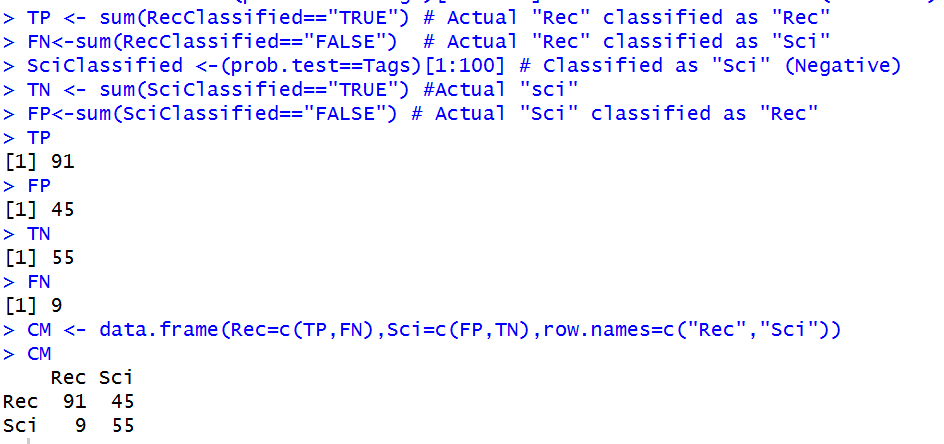 > TP <- sum(RecClassified=="TRUE") # Actual "Rec" classified as "Rec"
> FN<-sum(RecClassified=="FALSE")  # Actual "Rec" classified as "Sci"
> SciClassified <-(prob.test==Tags)[1:100] # Classified as "Sci" (Negative)
> TN <- sum(SciClassified=="TRUE") #Actual "sci"
> FP<-sum(SciClassified=="FALSE") # Actual "Sci" classified as "Rec"
> TP
[1] 91
> FP
[1] 45
> TN
[1] 55
> FN
[1] 9
> CM <- data.frame(Rec=c(TP,FN),Sci=c(FP,TN),row.names=c("Rec","Sci"))
> CM
    Rec Sci
Rec  91  45
Sci   9  55